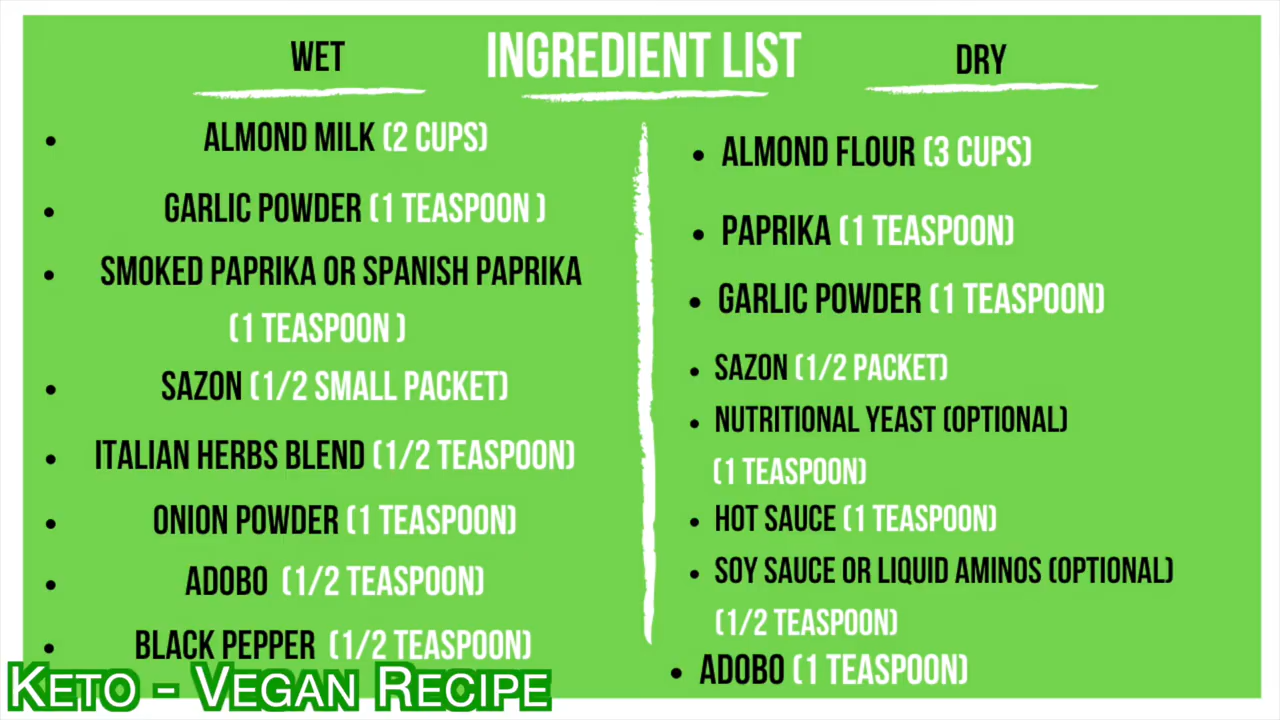 INGREDIENT LIST
WET
• ALMOND MILK (2 CUPS)
• GARLIC POWDER (1 TEASPOON )
• SMOKED PAPRIKA OR SPANISH PAPRIKA
(1 TEASPOON )
• SAZON (1/2 SMALL PACKET)
• ITALIAN HERBS BLEND (1/2 TEASPOON)
• ONION POWDER (1 TEASPOON)
• ADOBO (1/2 TEASPOON)
• BLACK PEPPER (1/2 TEASPOON)
DRY
• ALMOND FLOUR (3 CUPS)
• PAPRIKA (1 TEASPOON)
• GARLIC POWDER (1 TEASPOON)
• SAZON (1/2 PACKET)
• NUTRITIONAL YEAST (OPTIONAL)
(1 TEASPOON)
• HOT SAUCE (1 TEASPOON)
• SOY SAUCE OR LIQUID AMINOS (OPTIONAL)
(1/2 TEASPOON)
• ADOBO (1 TEASPOON)
KETO - VEGAN RECIPE